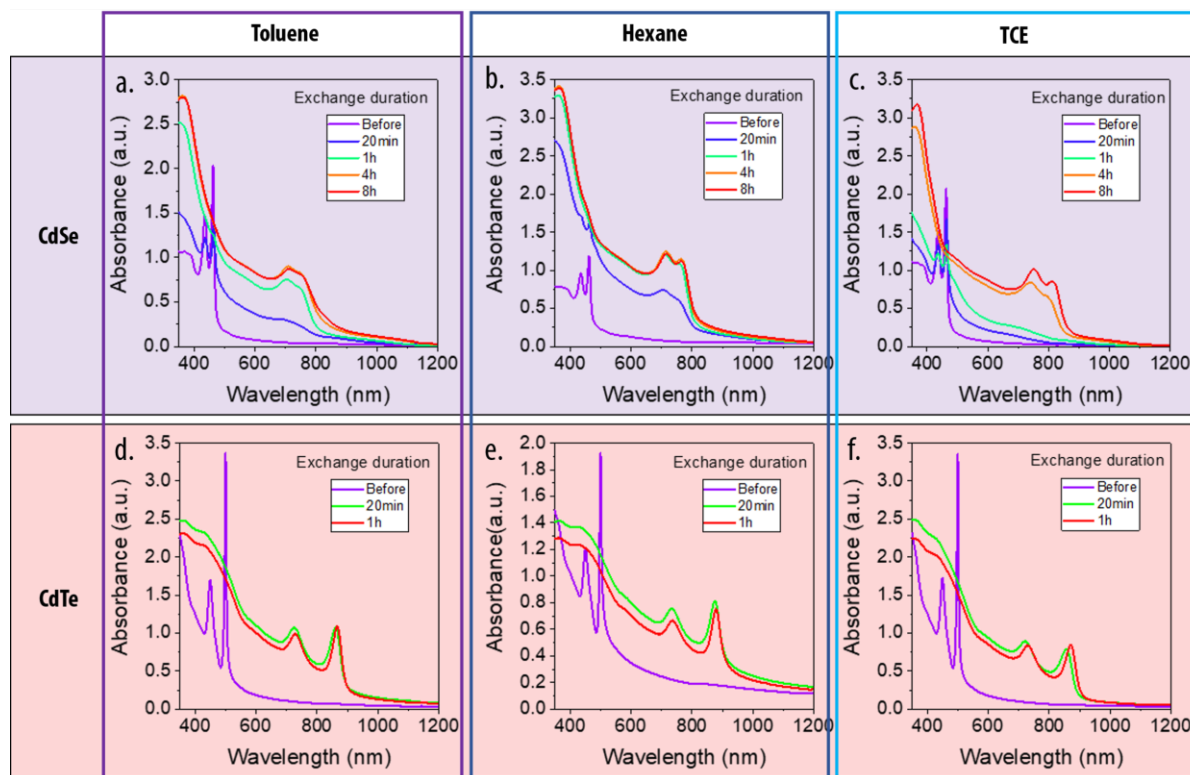 Toluene
Hexane
TCE
CdSe
a.
Exchange duration
Before
20min
1h
4h
8h
3.0
2.5
2.0
1.5
1.0
0.5
0.0
Absorbance (a.u.)
400 600 800 1000 1200
Wavelength (nm)
b.
Exchange duration
Before
20min
1h
4h
8h
3.5
3.0
2.5
2.0
1.5
1.0
0.5
0.0
Absorbance (a.u.)
400 600 800 1000 1200
Wavelength (nm)
c.
Exchange duration
Before
20min
1h
4h
8h
3.5
3.0
2.5
2.0
1.5
1.0
0.5
0.0
Absorbance (a.u.)
400 600 800 1000 1200
Wavelength (nm)
CdTe
d.
Exchange duration
Before
20min
1h
3.5
3.0
2.5
2.0
1.5
1.0
0.5
0.0
Absorbance (a.u.)
400 600 800 1000 1200
Wavelength (nm)
e.
Exchange duration
Before
20min
1h
2.0
1.8
1.6
1.4
1.2
1.0
0.8
0.6
0.4
0.2
0.0
Absorbance(a.u.)
400 600 800 1000 1200
Wavelength (nm)
f.
Exchange duration
Before
20min
1h
3.5
3.0
2.5
2.0
1.5
1.0
0.5
0.0
Absorbance (a.u.)
400 600 800 1000 1200
Wavelength (nm)